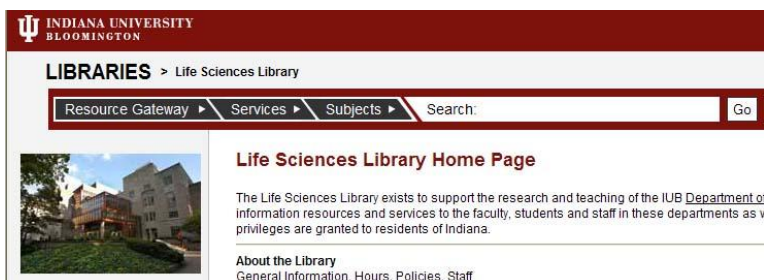 INDIANA UNIVERSITY
BLOOMINGTON
LIBRARIES > Life Sciences Library
Resource Gateway Services Subjects Search: Go
Life Sciences Library Home Page
The Life Sciences Library exists to support the research and teaching of the IUB Department of
information resources and services to the faculty, students and staff in these departments as
privileges are granted to residents of Indiana.
About the Library
General Information, Hours, Policies, Staff